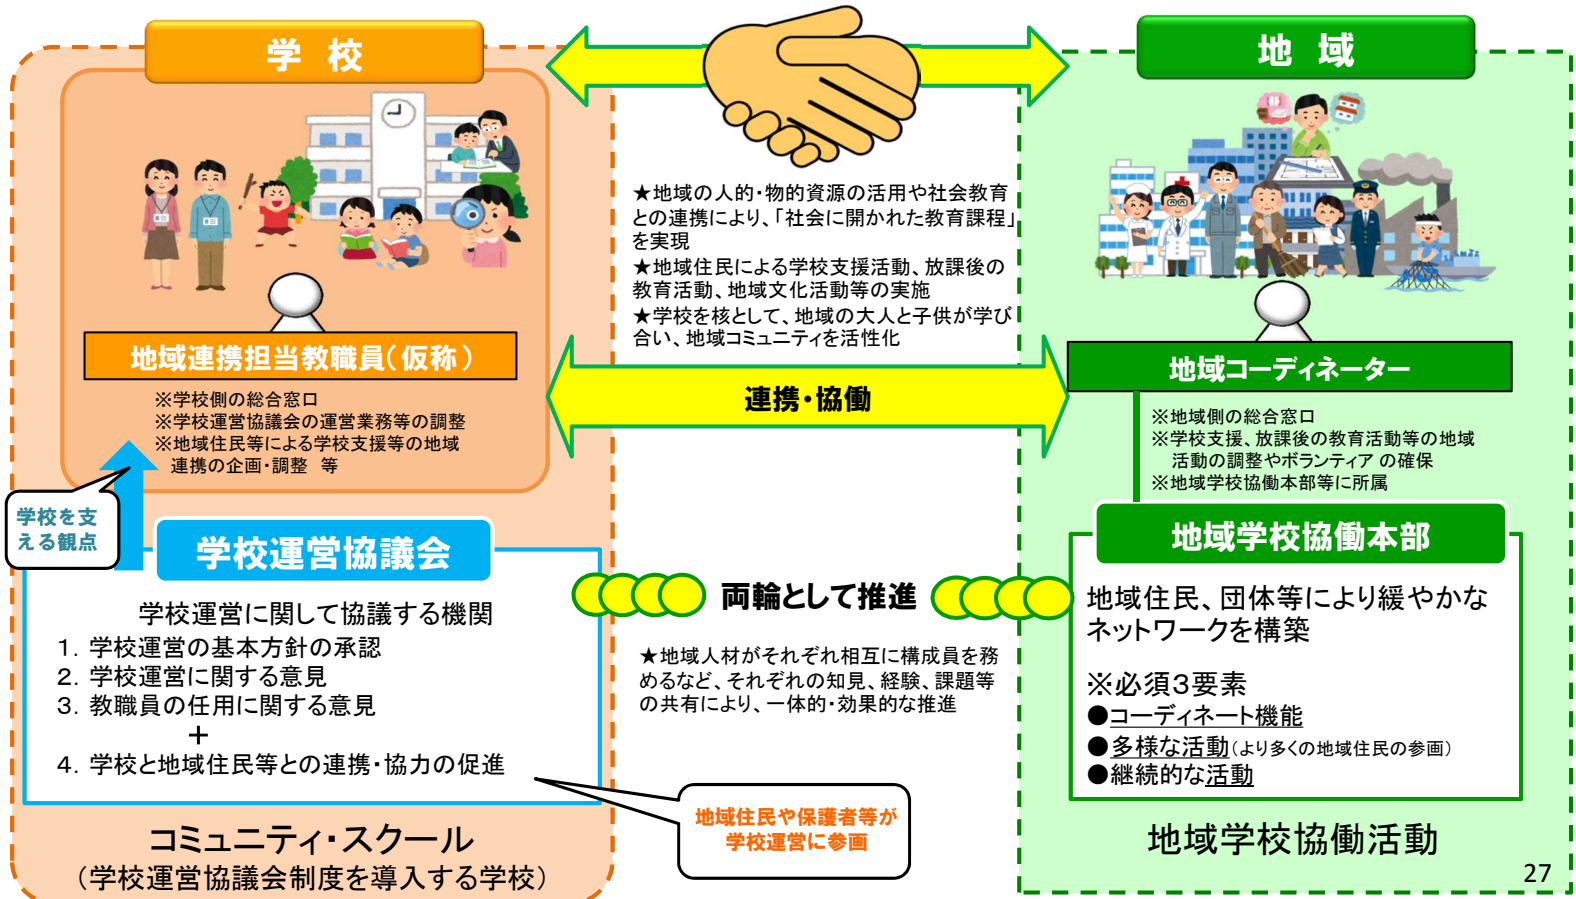 学 校
地 域
★地域の人的・物的資源の活用や社会教育
との連携により、「社会に開かれた教育課程」
を実現
★地域住民による学校支援活動、放課後の
教育活動、地域文化活動等の実施
★学校を核として、地域の大人と子供が学び
合い、地域コミュニティを活性化
地域連携担当教職員(仮称)
※学校側の総合窓口
※学校運営協議会の運営業務等の調整
※地域住民等による学校支援等の地域
連携の企画・調整 等
連携・協働
地域コーディネーター
※地域側の総合窓口
※学校支援、放課後の教育活動等の地域
活動の調整やボランティア の確保
※地域学校協働本部等に所属
学校を支
える観点
学校運営協議会
学校運営に関して協議する機関
1. 学校運営の基本方針の承認
2. 学校運営に関する意見
3. 教職員の任用に関する意見
+
4. 学校と地域住民等との連携・協力の促進
両輪として推進
★地域人材がそれぞれ相互に構成員を務
めるなど、それぞれの知見、経験、課題等
の共有により、一体的・効果的な推進
地域学校協働本部
地域住民、団体等により緩やかな
ネットワークを構築
※必須3要素
●コーディネート機能
●多様な活動(より多くの地域住民の参画)
●継続的な活動
地域住民や保護者等が
学校運営に参画
コミュニティ・スクール
(学校運営協議会制度を導入する学校)
地域学校協働活動
27